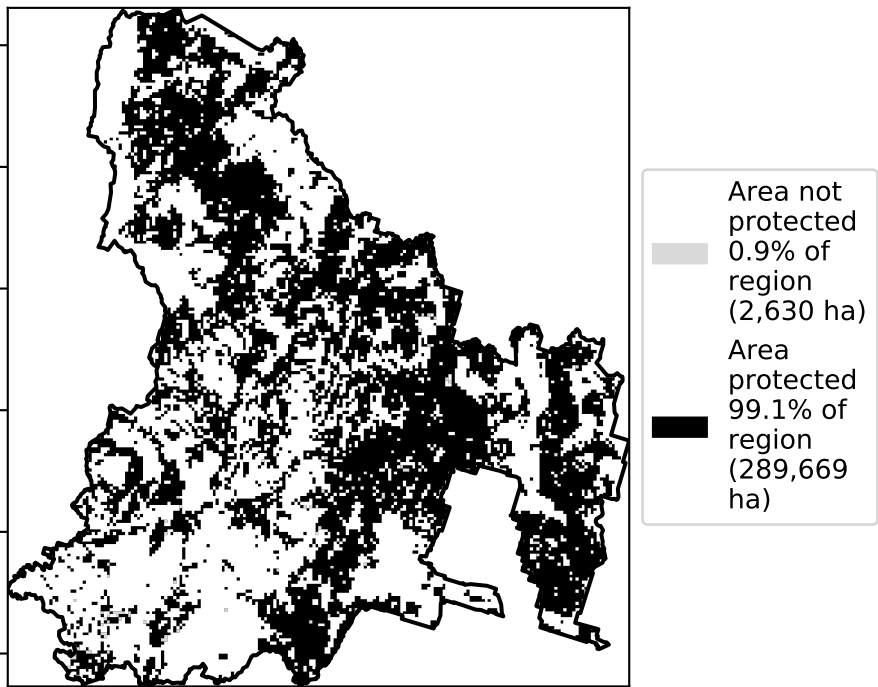 Area not
protected
0.9% of
region
(2,630 ha)
Area
protected
99.1% of
region
(289,669
ha)